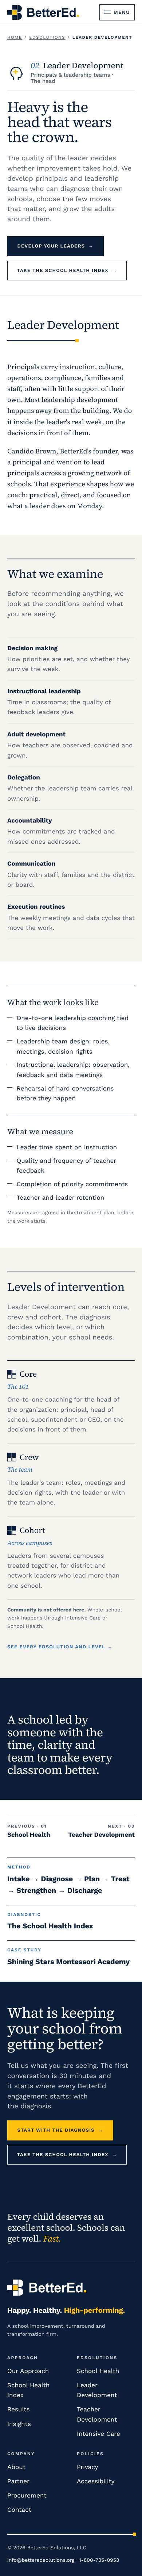 BetterEd.
MENU
HOME / EDSOLUTIONS / LEADER DEVELOPMENT
02 Leader Development
Principals & leadership teams ·
The head
Heavy is the
head that wears
the crown.
The quality of the leader decides
whether improvement takes hold. We
develop principals and leadership
teams who can diagnose their own
schools, choose the few moves
that matter, and grow the adults
around them.
DEVELOP YOUR LEADERS →
TAKE THE SCHOOL HEALTH INDEX →
Leader Development
Principals carry instruction, culture,
operations, compliance, families and
staff, often with little support of their
own. Most leadership development
happens away from the building. We do
it inside the leader's real week, on the
decisions in front of them.
Candido Brown, BetterEd's founder, was
a principal and went on to lead
principals across a growing network of
schools. That experience shapes how we
coach: practical, direct, and focused on
what a leader does on Monday.
What we examine
Before recommending anything, we
look at the conditions behind what
you are seeing.
Decision making
How priorities are set, and whether they
survive the week.
Instructional leadership
Time in classrooms; the quality of
feedback leaders give.
Adult development
How teachers are observed, coached and
grown.
Delegation
Whether the leadership team carries real
ownership.
Accountability
How commitments are tracked and
missed ones addressed.
Communication
Clarity with staff, families and the district
or board.
Execution routines
The weekly meetings and data cycles that
move the work.
What the work looks like
— One-to-one leadership coaching tied
to live decisions
— Leadership team design: roles,
meetings, decision rights
— Instructional leadership: observation,
feedback and data meetings
— Rehearsal of hard conversations
before they happen
What we measure
— Leader time spent on instruction
— Quality and frequency of teacher
feedback
— Completion of priority commitments
— Teacher and leader retention
Measures are agreed in the treatment plan, before
the work starts.
Levels of intervention
Leader Development can reach core,
crew and cohort. The diagnosis
decides which level, or which
combination, your school needs.
Core
The 101
One-to-one coaching for the head of
the organization: principal, head of
school, superintendent or CEO, on the
decisions in front of them.
Crew
The team
The leader's team: roles, meetings and
decision rights, with the leader or with
the team alone.
Cohort
Across campuses
Leaders from several campuses
treated together, for district and
network leaders who lead more than
one school.
Community is not offered here. Whole-school
work happens through Intensive Care or
School Health.
SEE EVERY EDSOLUTION AND LEVEL →
A school led by
someone with the
time, clarity and
team to make every
classroom better.
PREVIOUS · 01
School Health
NEXT · 03
Teacher Development
METHOD
Intake → Diagnose → Plan → Treat
→ Strengthen → Discharge
DIAGNOSTIC
The School Health Index
CASE STUDY
Shining Stars Montessori Academy
What is keeping
your school from
getting better?
Tell us what you are seeing. The first
conversation is 30 minutes and
it is where every BetterEd
engagement starts: with
the diagnosis.
START WITH THE DIAGNOSIS →
TAKE THE SCHOOL HEALTH INDEX →
Every child deserves an
excellent school. Schools can
get well. Fast.
BetterEd.
Happy. Healthy. High-performing.
A school improvement, turnaround and
transformation firm.
APPROACH
Our Approach
School Health
Index
Results
Insights
EDSOLUTIONS
School Health
Leader
Development
Teacher
Development
Intensive Care
COMPANY
About
Partner
Procurement
Contact
POLICIES
Privacy
Accessibility
© 2026 BetterEd Solutions, LLC
info@betteredsolutions.org · 1-800-735-0953